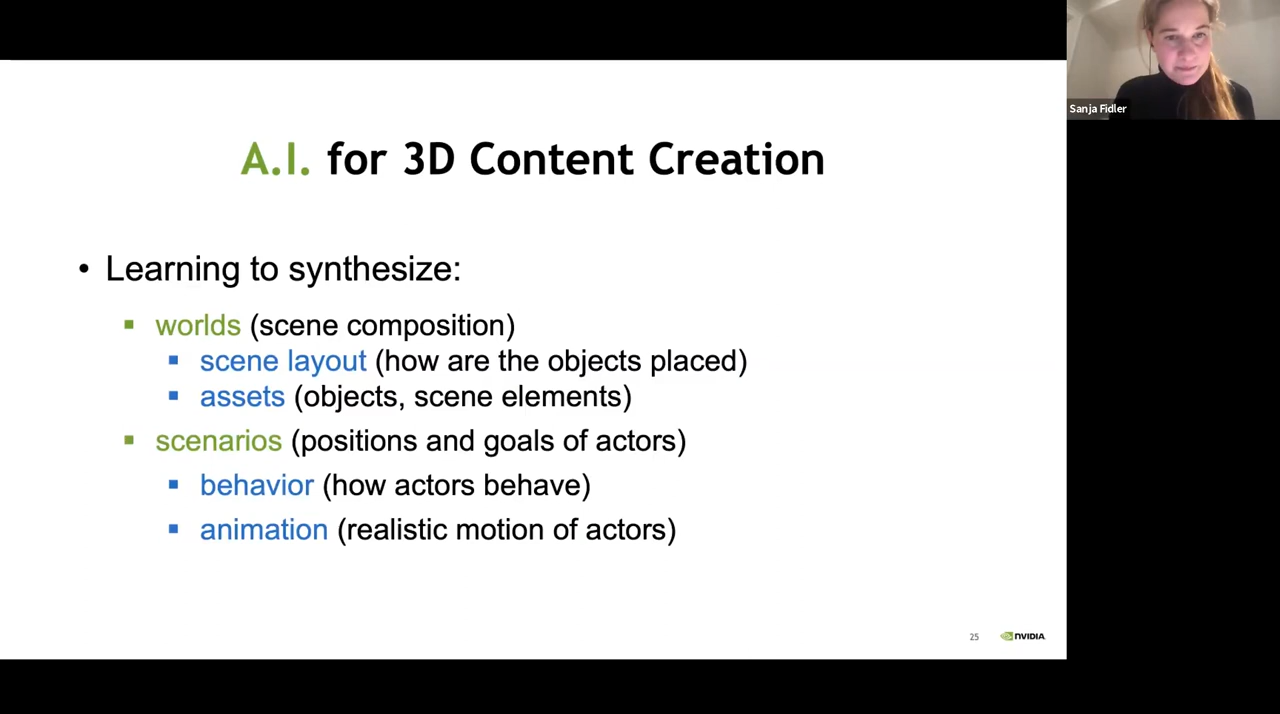 Sanja Fidler
A.I. for 3D Content Creation
• Learning to synthesize:
▪ worlds (scene composition)
▪ scene layout (how are the objects placed)
▪ assets (objects, scene elements)
▪ scenarios (positions and goals of actors)
▪ behavior (how actors behave)
▪ animation (realistic motion of actors)
25 NVIDIA